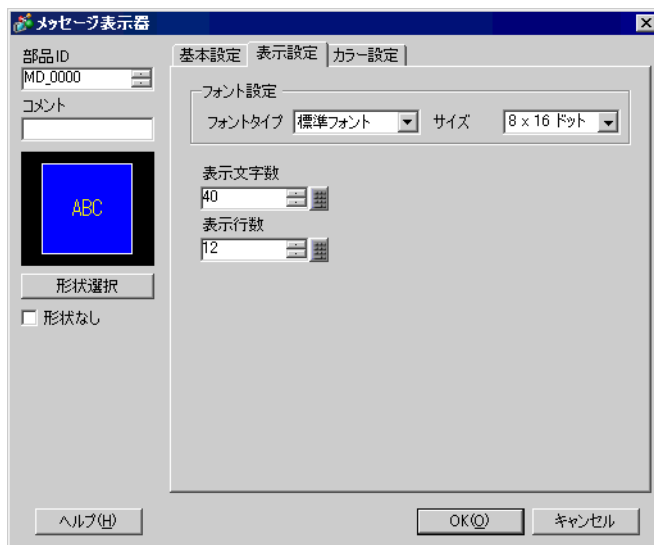 メッセージ表示器
部品ID
MD_0000
コメント
ABC
形状選択
形状なし
基本設定
表示設定
カラー設定
フォント設定
フォントタイプ 標準フォント サイズ 8 x 16 ドット
表示文字数
40
表示行数
12
ヘルプ(H)
OK(O)
キャンセル